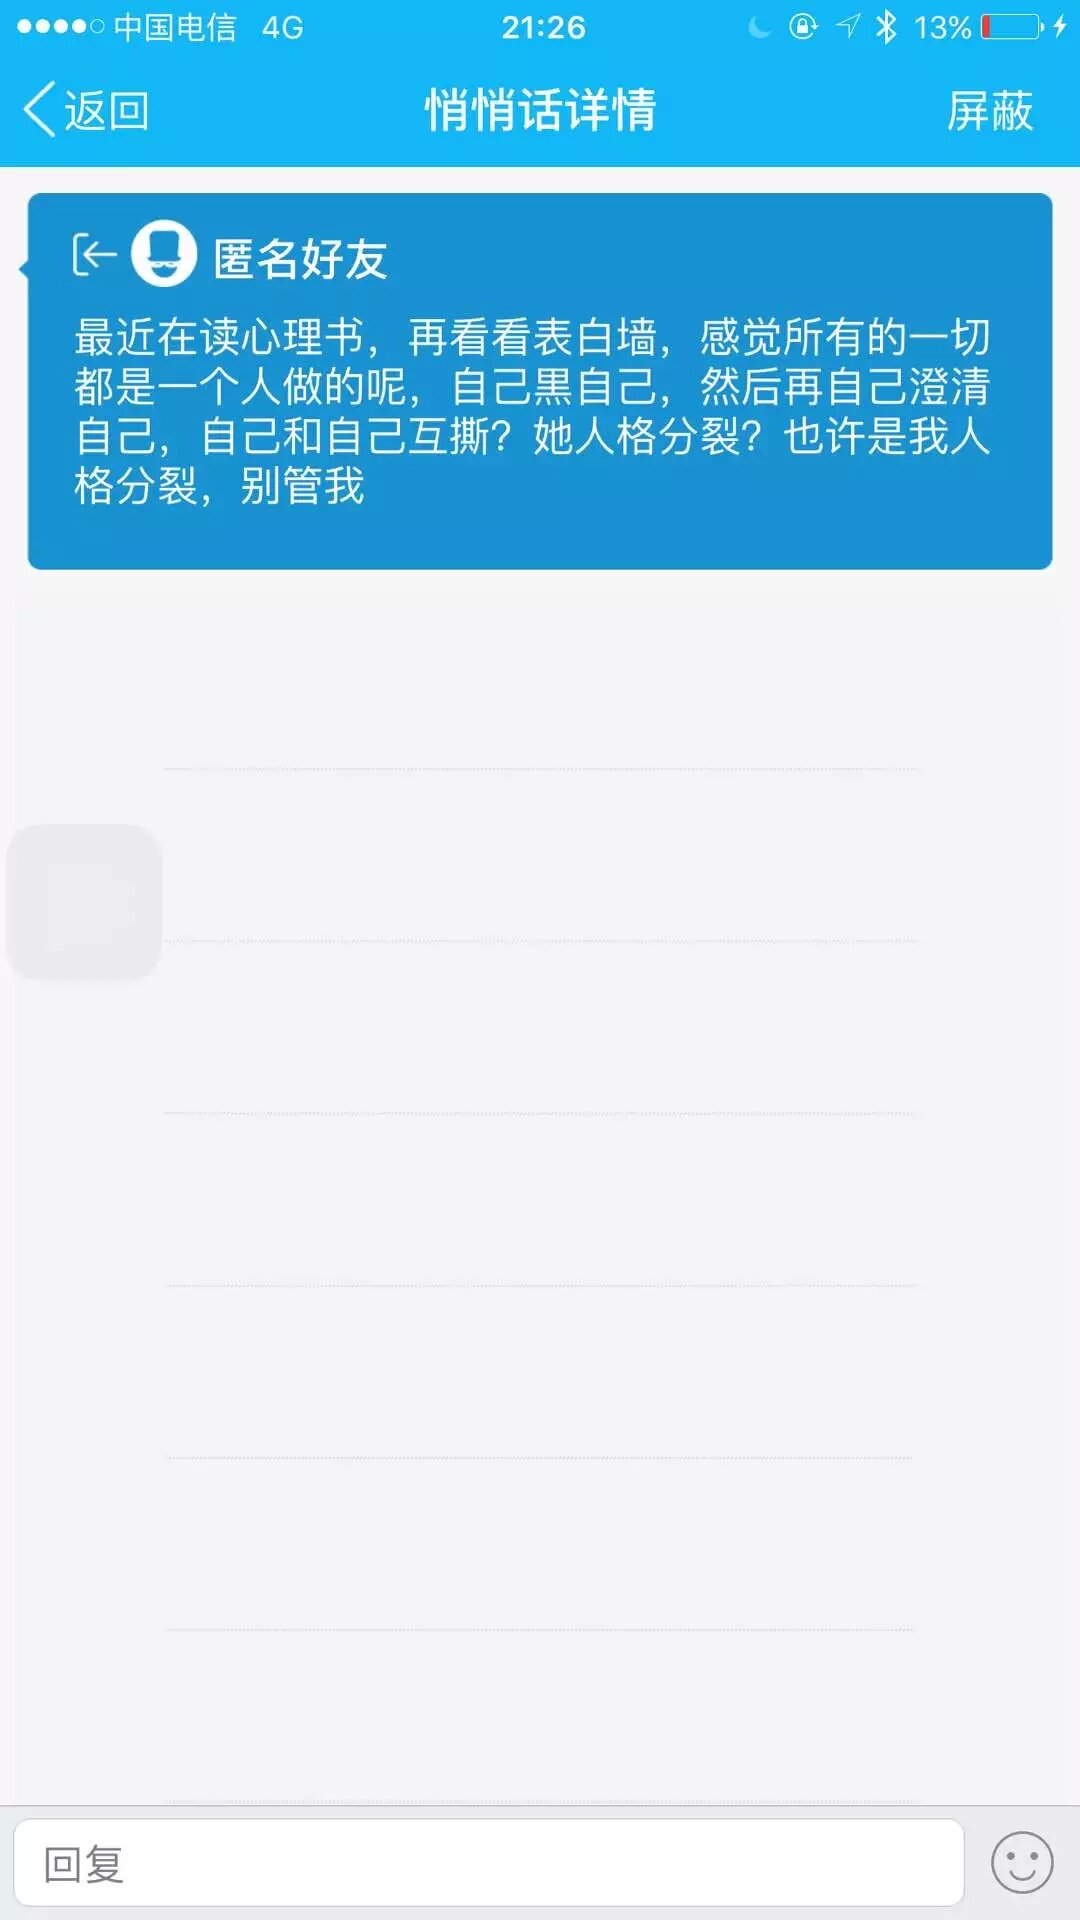 中国电信 4G 21:26 13%
返回 悄悄话详情 屏蔽
匿名好友
最近在读心理书，再看看表白墙，感觉所有的一切
都是一个人做的呢，自己黑自己，然后再自己澄清
自己，自己和自己互撕？她人格分裂？也许是我人
格分裂，别管我
回复